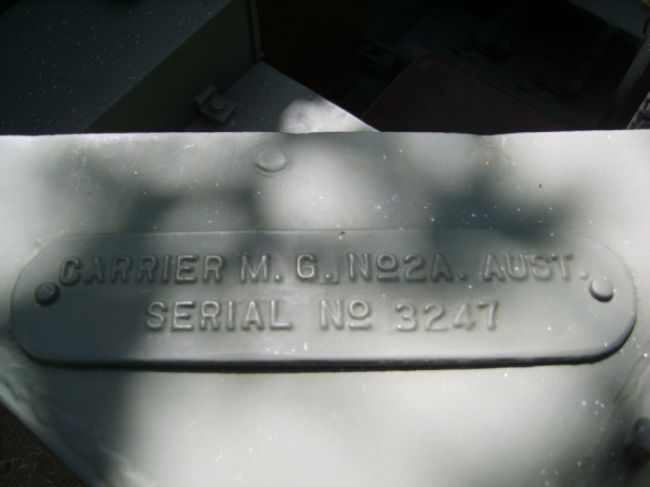 CARRIER M. G., Nº2A. AUST.
SERIAL Nº 3247